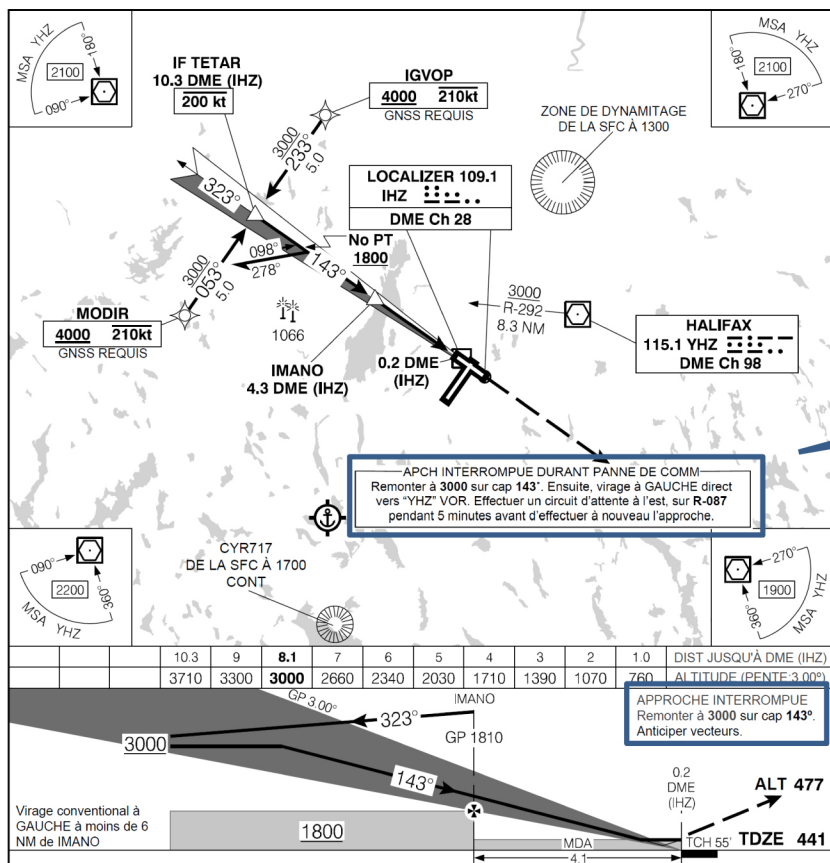 MSA YHZ
180°
2100
090°
IF TETAR
10.3 DME (IHZ)
200 kt
IGVOP
4000 210kt
GNSS REQUIS
MSA YHZ
180°
2100
270°
ZONE DE DYNAMITAGE
DE LA SFC À 1300
3000
233°
5.0
LOCALIZER 109.1
IHZ
DME Ch 28
323°
No PT
1800
098°
278°
143°
3000
053°
5.0
MODIR
4000 210kt
GNSS REQUIS
1066
3000
R-292
8.3 NM
HALIFAX
115.1 YHZ
DME Ch 98
IMANO
4.3 DME (IHZ)
0.2 DME
(IHZ)
APCH INTERROMPUE DURANT PANNE DE COMM
Remonter à 3000 sur cap 143°. Ensuite, virage à GAUCHE direct
vers “YHZ” VOR. Effectuer un circuit d'attente à l'est, sur R-087
pendant 5 minutes avant d'effectuer à nouveau l'approche.
090°
2200
360°
MSA YHZ
CYR717
DE LA SFC À 1700
CONT
270°
1900
360°
MSA YHZ
10.3 9 8.1 7 6 5 4 3 2 1.0 DIST JUSQU'À DME (IHZ)
3710 3300 3000 2660 2340 2030 1710 1390 1070 760 ALTITUDE (PENTE:3.00º)
GP 3.00°
IMANO
323°
GP 1810
3000
143°
APPROCHE INTERROMPUE
Remonter à 3000 sur cap 143º.
Anticiper vecteurs.
0.2
DME
(IHZ)
ALT 477
Virage conventional à
GAUCHE à moins de 6
NM de IMANO
1800
MDA
TCH 55'
TDZE 441
4.1